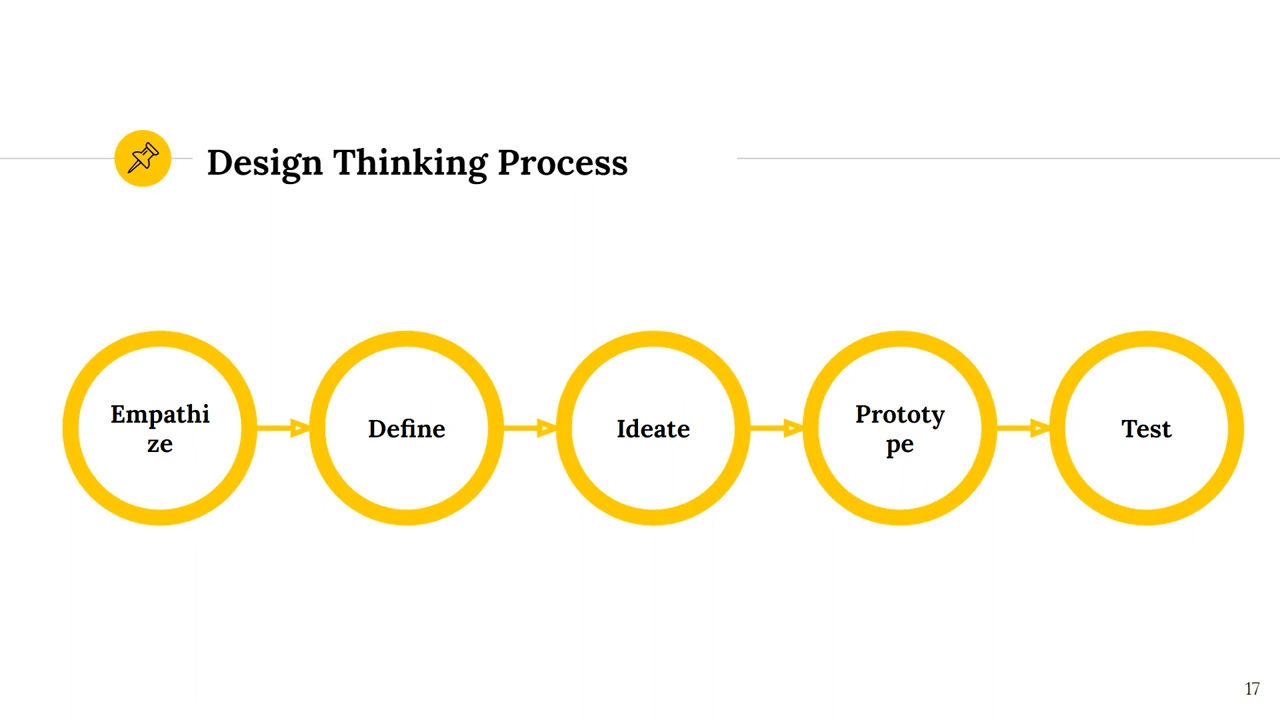 Design Thinking Process
Empathi
ze
Define
Ideate
Prototy
pe
Test
17